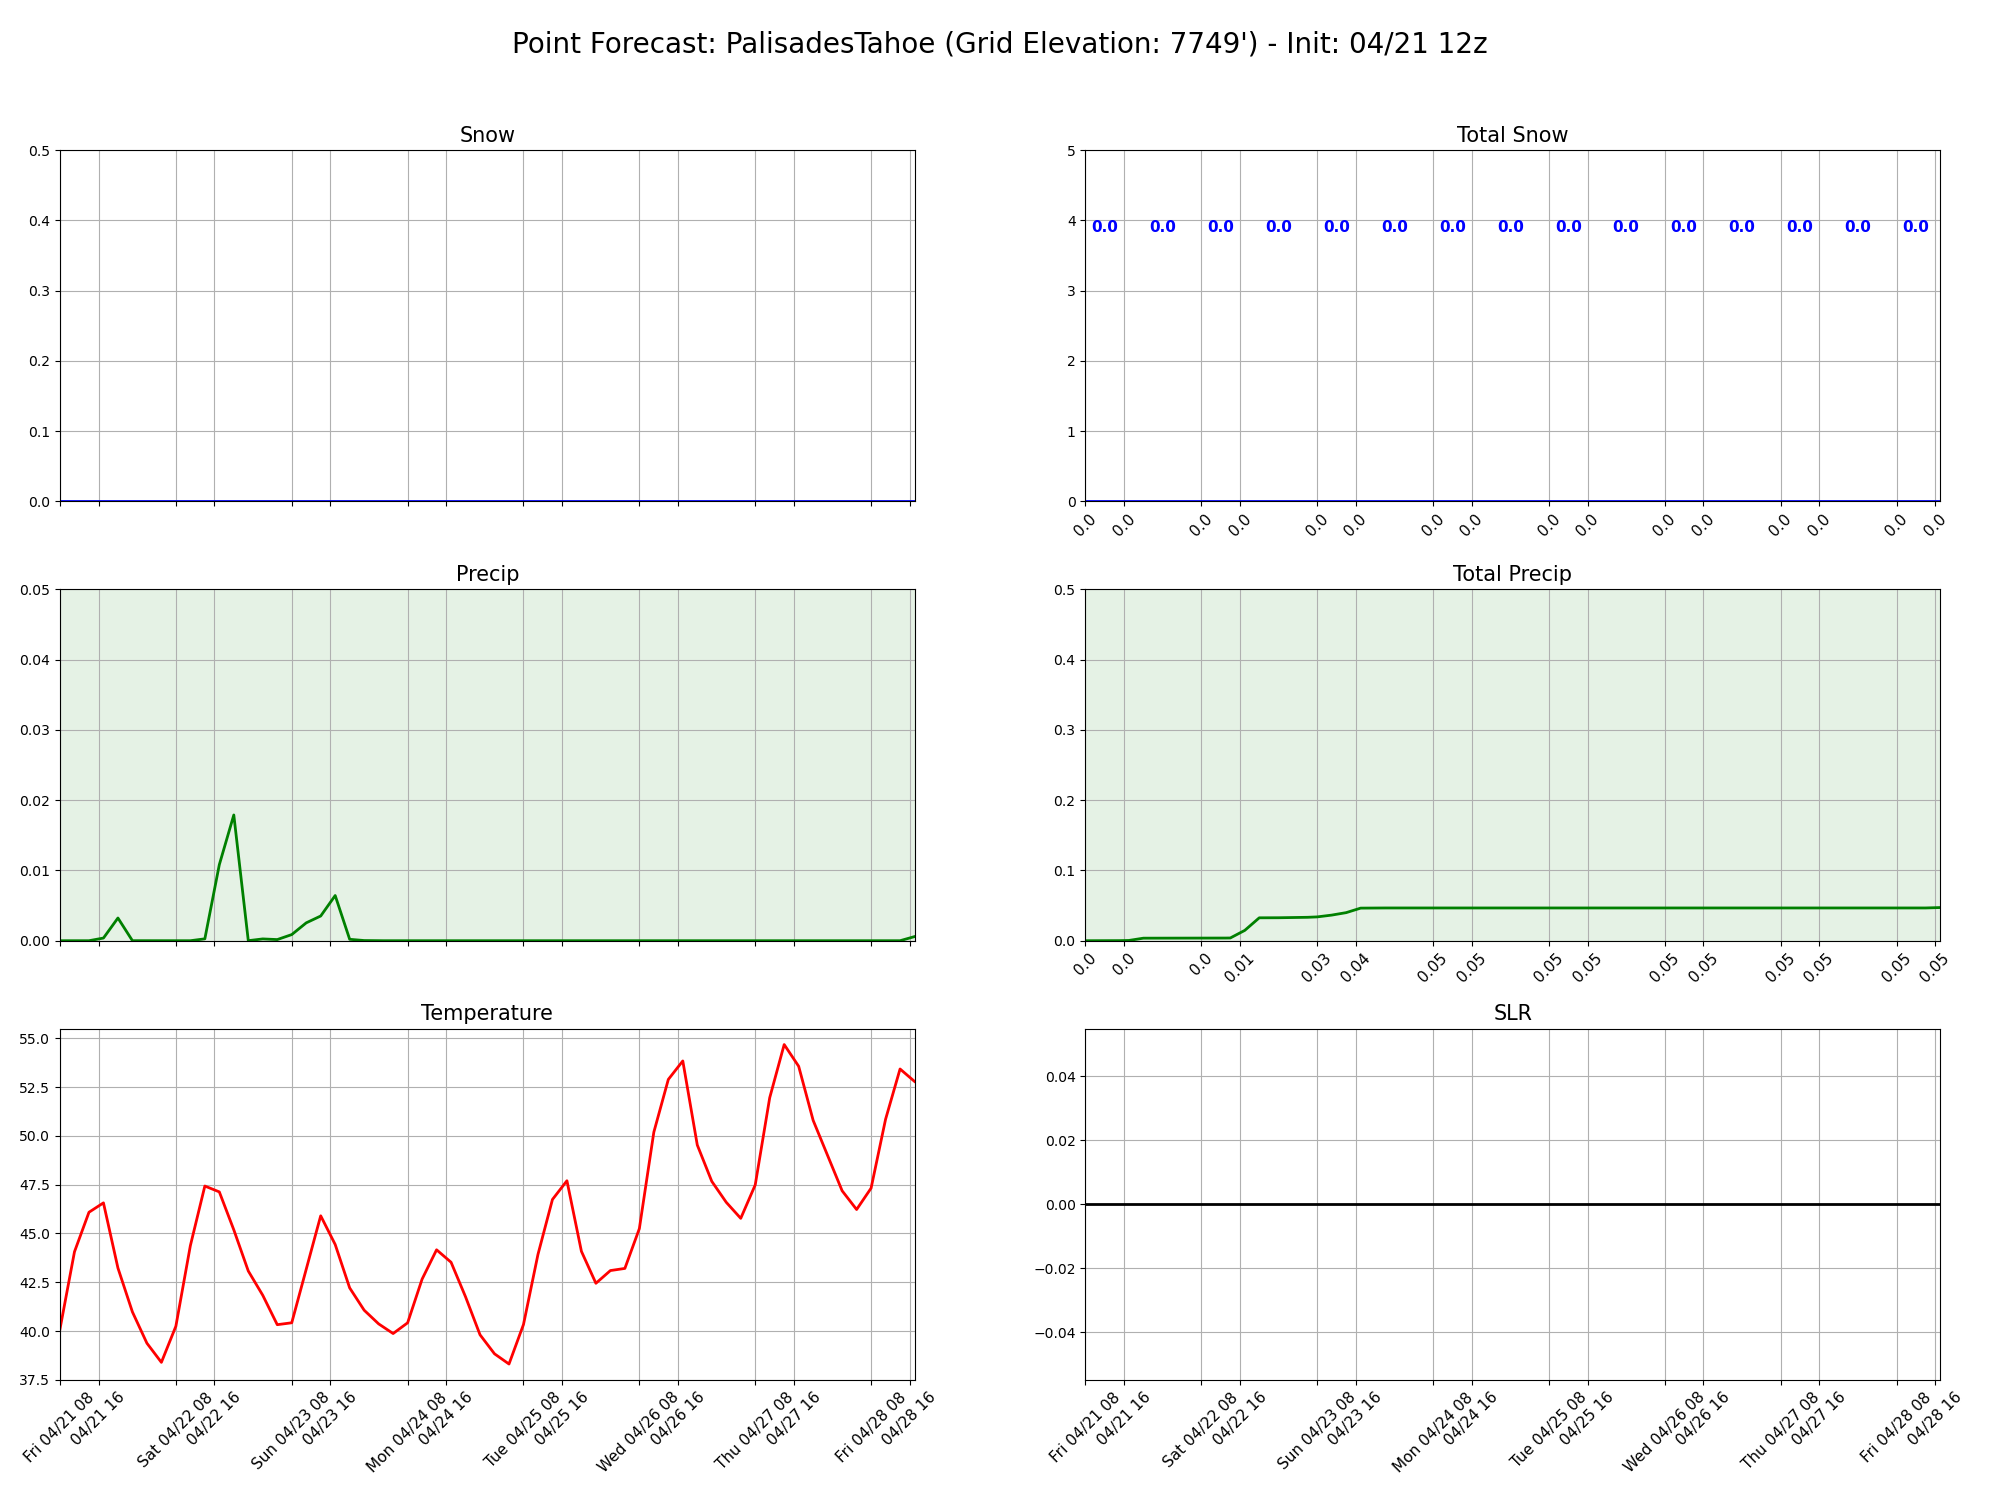 Point Forecast: PalisadesTahoe (Grid Elevation: 7749') - Init: 04/21 12z
Snow
0.5
0.4
0.3
0.2
0.1
0.0
Total Snow
5
4
3
2
1
0
0.0 0.0 0.0 0.0 0.0 0.0 0.0 0.0 0.0 0.0 0.0 0.0 0.0 0.0 0.0
0.0 0.0 0.0 0.0 0.0 0.0 0.0 0.0 0.0 0.0 0.0 0.0 0.0 0.0 0.0 0.0
Precip
0.05
0.04
0.03
0.02
0.01
0.00
Total Precip
0.5
0.4
0.3
0.2
0.1
0.0
0.0 0.0 0.0 0.01 0.03 0.04 0.05 0.05 0.05 0.05 0.05 0.05 0.05 0.05 0.05 0.05
Temperature
55.0
52.5
50.0
47.5
45.0
42.5
40.0
37.5
Fri 04/21 08
04/21 16
Sat 04/22 08
04/22 16
Sun 04/23 08
04/23 16
Mon 04/24 08
04/24 16
Tue 04/25 08
04/25 16
Wed 04/26 08
04/26 16
Thu 04/27 08
04/27 16
Fri 04/28 08
04/28 16
SLR
0.04
0.02
0.00
−0.02
−0.04
Fri 04/21 08
04/21 16
Sat 04/22 08
04/22 16
Sun 04/23 08
04/23 16
Mon 04/24 08
04/24 16
Tue 04/25 08
04/25 16
Wed 04/26 08
04/26 16
Thu 04/27 08
04/27 16
Fri 04/28 08
04/28 16